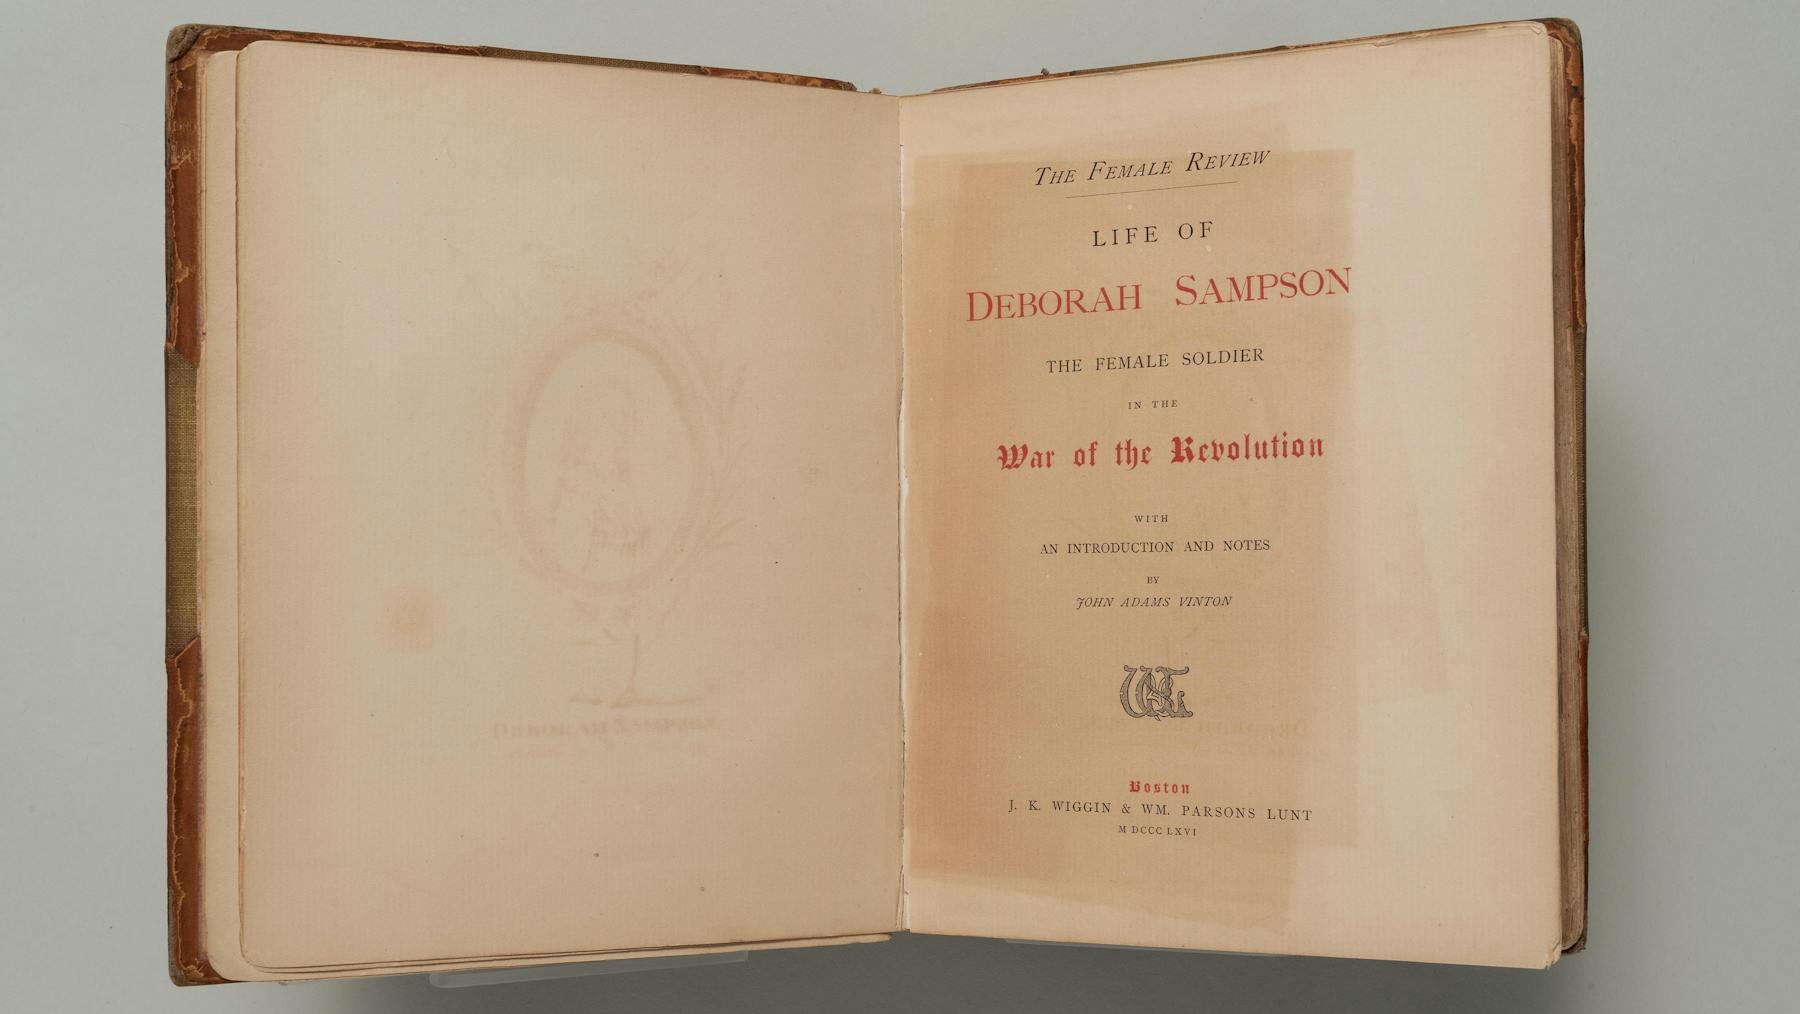 THE FEMALE REVIEW
LIFE OF
DEBORAH SAMPSON
THE FEMALE SOLDIER
IN THE
War of the Revolution
WITH
AN INTRODUCTION AND NOTES
BY
JOHN ADAMS VINTON
Boston
J. K. WIGGIN & WM. PARSONS LUNT
M DCCC LXVI